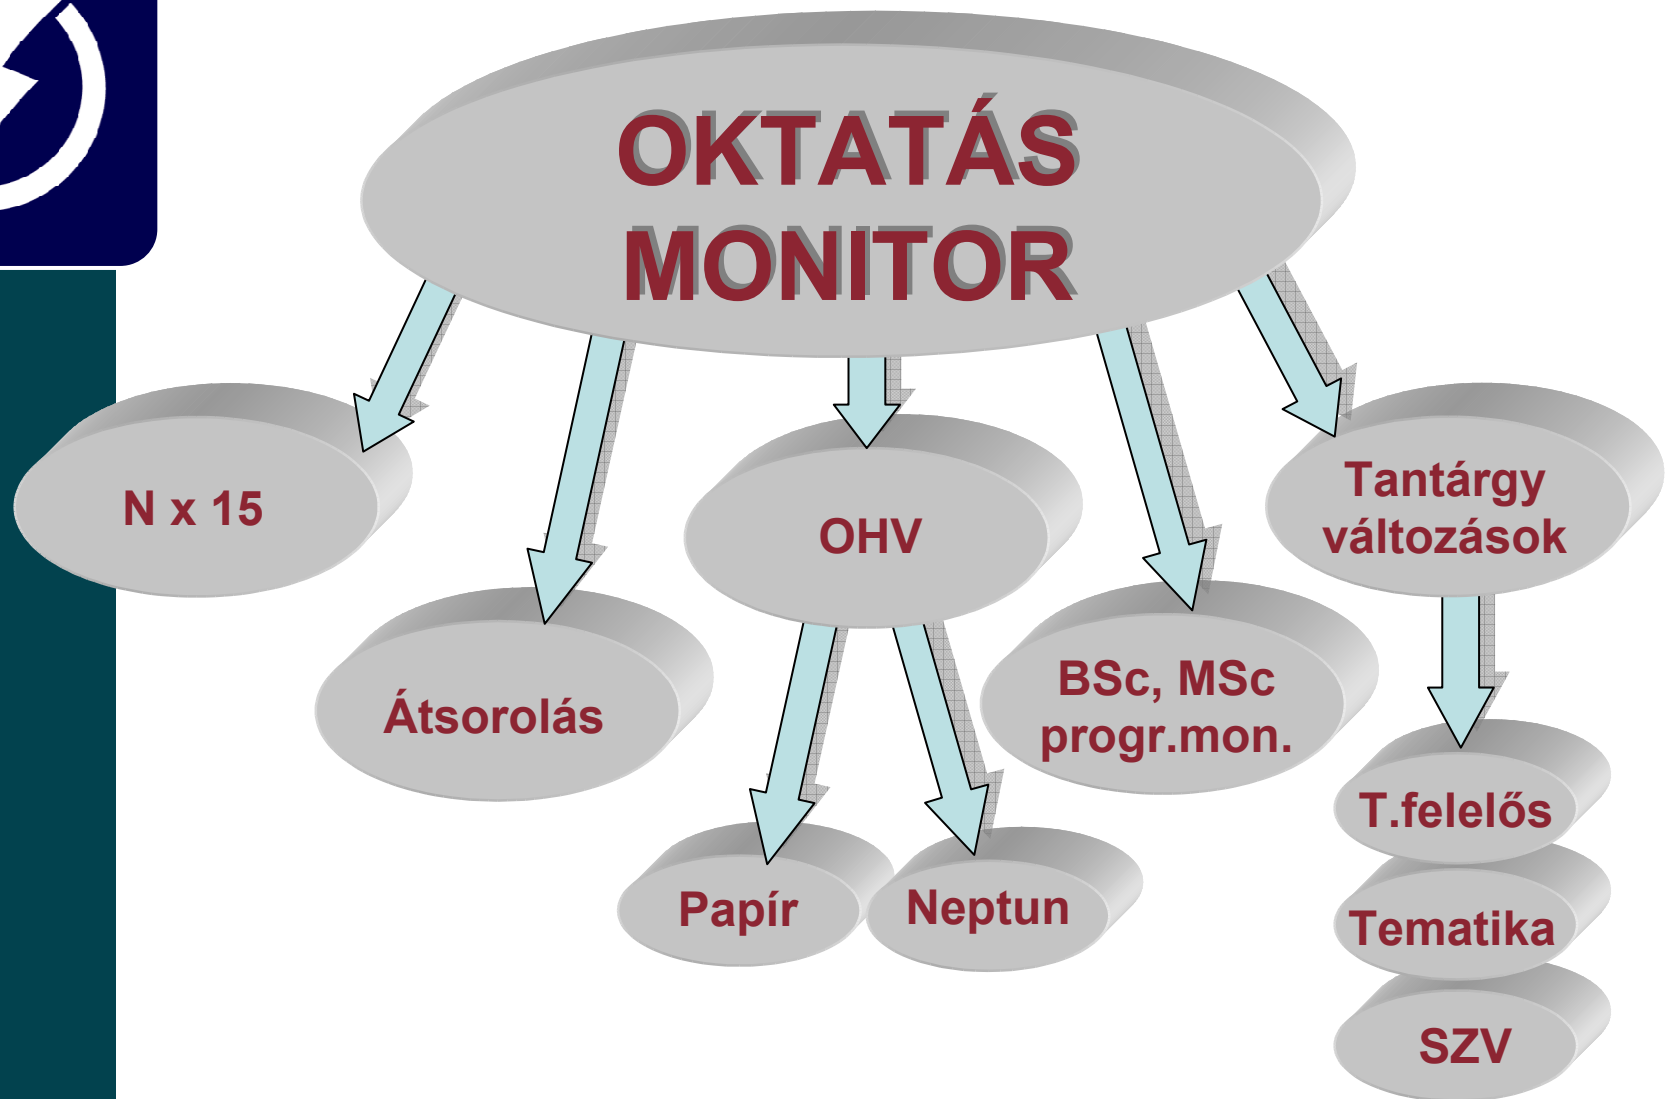 OKTATÁS
MONITOR
N x 15
Átsorolás
OHV
BSc, MSc
progr.mon.
Tantárgy
változások
Papír
Neptun
T.felelős
Tematika
SZV